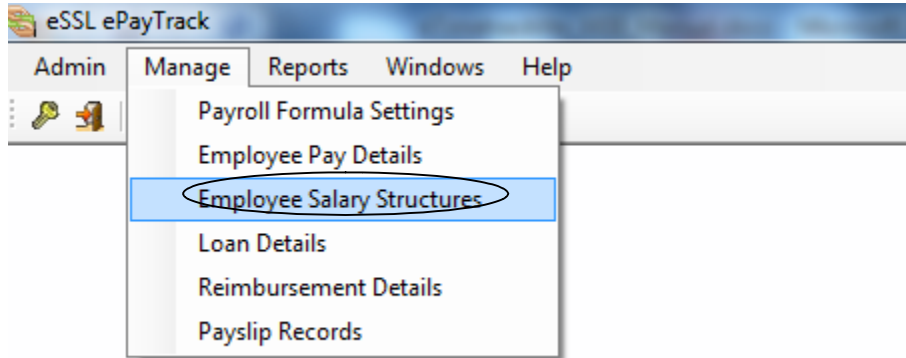 eSSL ePayTrack
Admin Manage Reports Windows Help
Payroll Formula Settings
Employee Pay Details
Employee Salary Structures
Loan Details
Reimbursement Details
Payslip Records